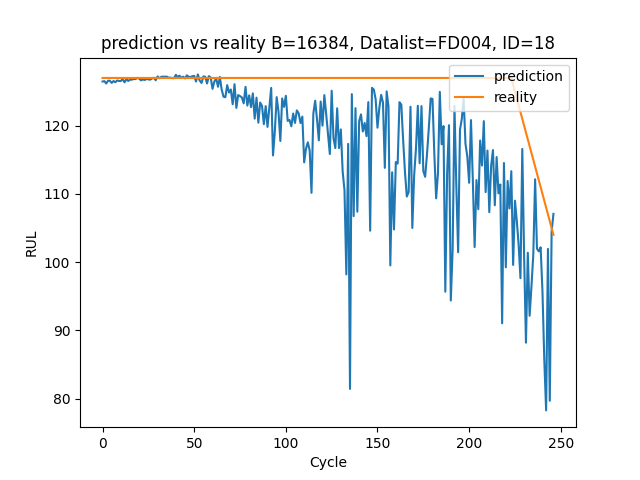 prediction vs reality B=16384, Datalist=FD004, ID=18
prediction
reality
RUL
120
110
100
90
80
0 50 100 150 200 250
Cycle